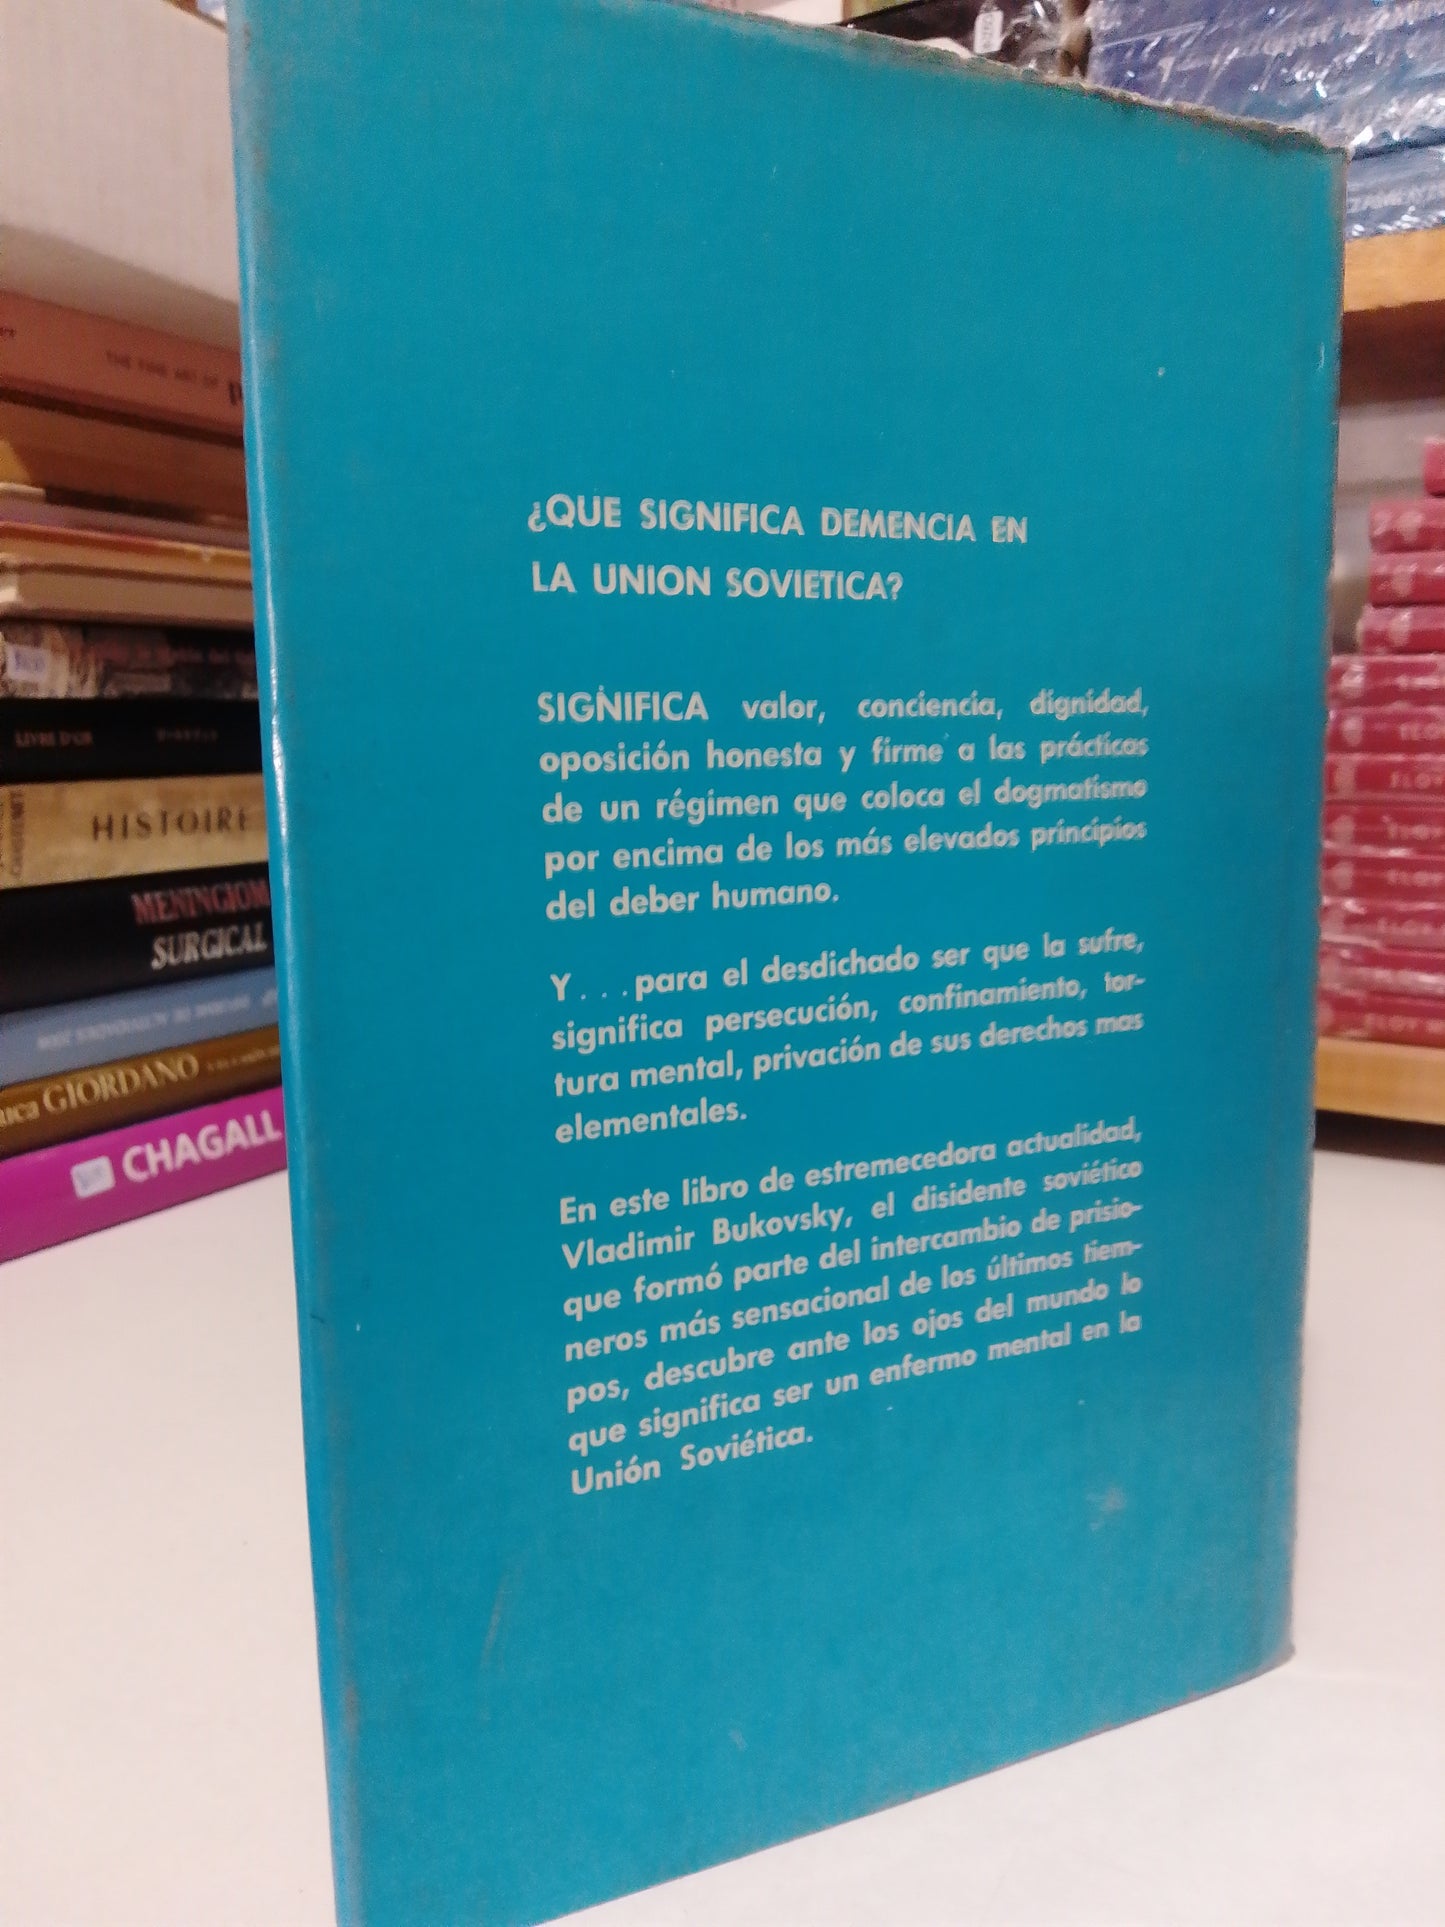 ¿QUE SIGNIFICA DEMENCIA EN
LA UNION SOVIETICA?
SIGNIFICA valor, conciencia, dignidad,
oposición honesta y firme a las prácticas
de un régimen que coloca el dogmatismo
por encima de los más elevados principios
del deber humano.
Y. . .para el desdichado ser que la sufre,
significa persecución, confinamiento, tor-
tura mental, privación de sus derechos mas
elementales.
En este libro de estremecedora actualidad,
Vladimir Bukovsky, el disidente soviético
que formó parte del intercambio de prisio-
neros más sensacional de los últimos tiem-
pos, descubre ante los ojos del mundo lo
que significa ser un enfermo mental en la
Unión Soviética.
THE FINE ART OF
LIVRE D'OR
HISTOIRE
MENINGIOM
SURGICAL
GIORDANO
CHAGALL